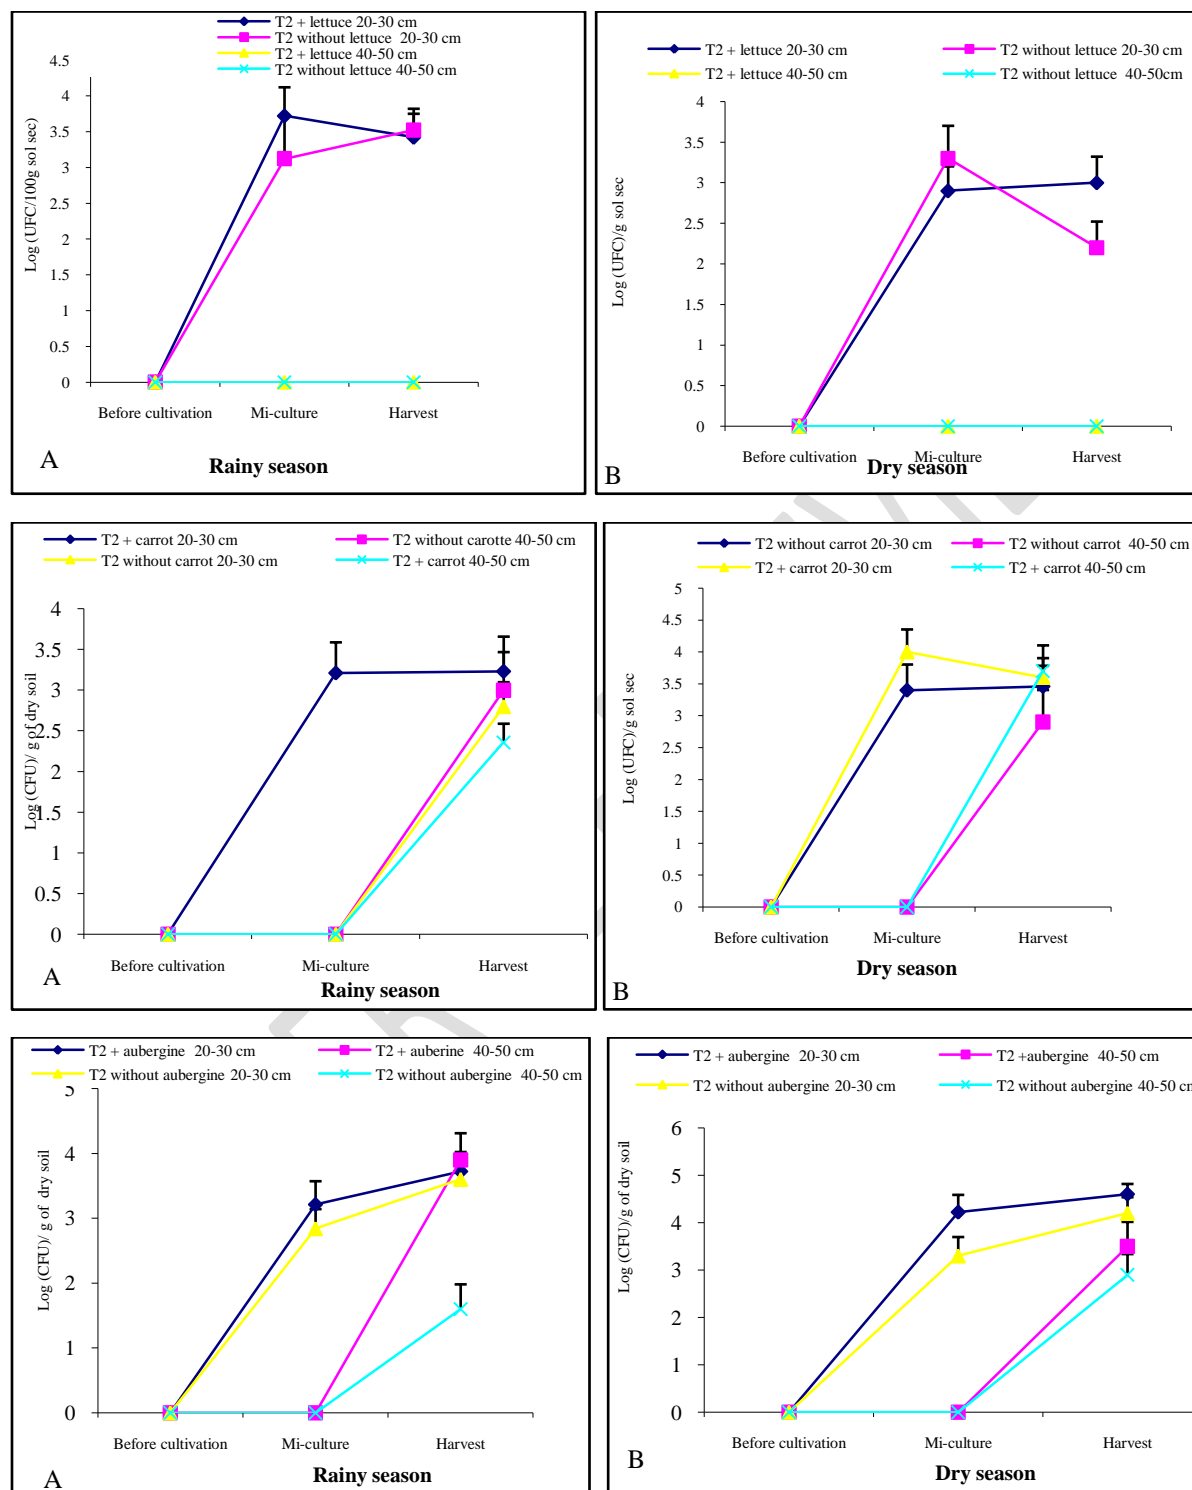 T2 + lettuce 20-30 cm
T2 without lettuce 20-30 cm
T2 + lettuce 40-50 cm
T2 without lettuce 40-50 cm
4.5
4
3.5
3
2.5
2
1.5
1
0.5
0
Log (UFC/100g sol sec)
Before cultivation Mi-culture Harvest
A
Rainy season
T2 + lettuce 20-30 cm T2 without lettuce 20-30 cm
T2 + lettuce 40-50 cm T2 without lettuce 40-50cm
4
3.5
3
2.5
2
1.5
1
0.5
0
Log (UFC)/g sol sec
Before cultivation Mi-culture Harvest
B
Dry season
T2 + carrot 20-30 cm T2 without carotte 40-50 cm
T2 without carrot 20-30 cm T2 + carrot 40-50 cm
4
3.5
3
2.5
2
1.5
1
0.5
0
Log (CFU)/ g of dry soil
Before cultivation Mi-culture Harvest
A
Rainy season
T2 without carrot 20-30 cm T2 without carrot 40-50 cm
T2 + carrot 20-30 cm T2 + carrot 40-50 cm
5
4.5
4
3.5
3
2.5
2
1.5
1
0.5
0
Log (UFC)/g sol sec
Before cultivation Mi-culture Harvest
B
Dry season
T2 + aubergine 20-30 cm T2 + auberine 40-50 cm
T2 without aubergine 20-30 cm T2 without aubergine 40-50 cm
5
4
3
2
1
0
Log (CFU)/ g of dry soil
Before cultivation Mi-culture Harvest
A
Rainy season
T2 + aubergine 20-30 cm T2 +aubergine 40-50 cm
T2 without aubergine 20-30 cm T2 without aubergine 40-50 cm
6
5
4
3
2
1
0
Log (CFU)/g of dry soil
Before cultivation Mi-culture Harvest
B
Dry season